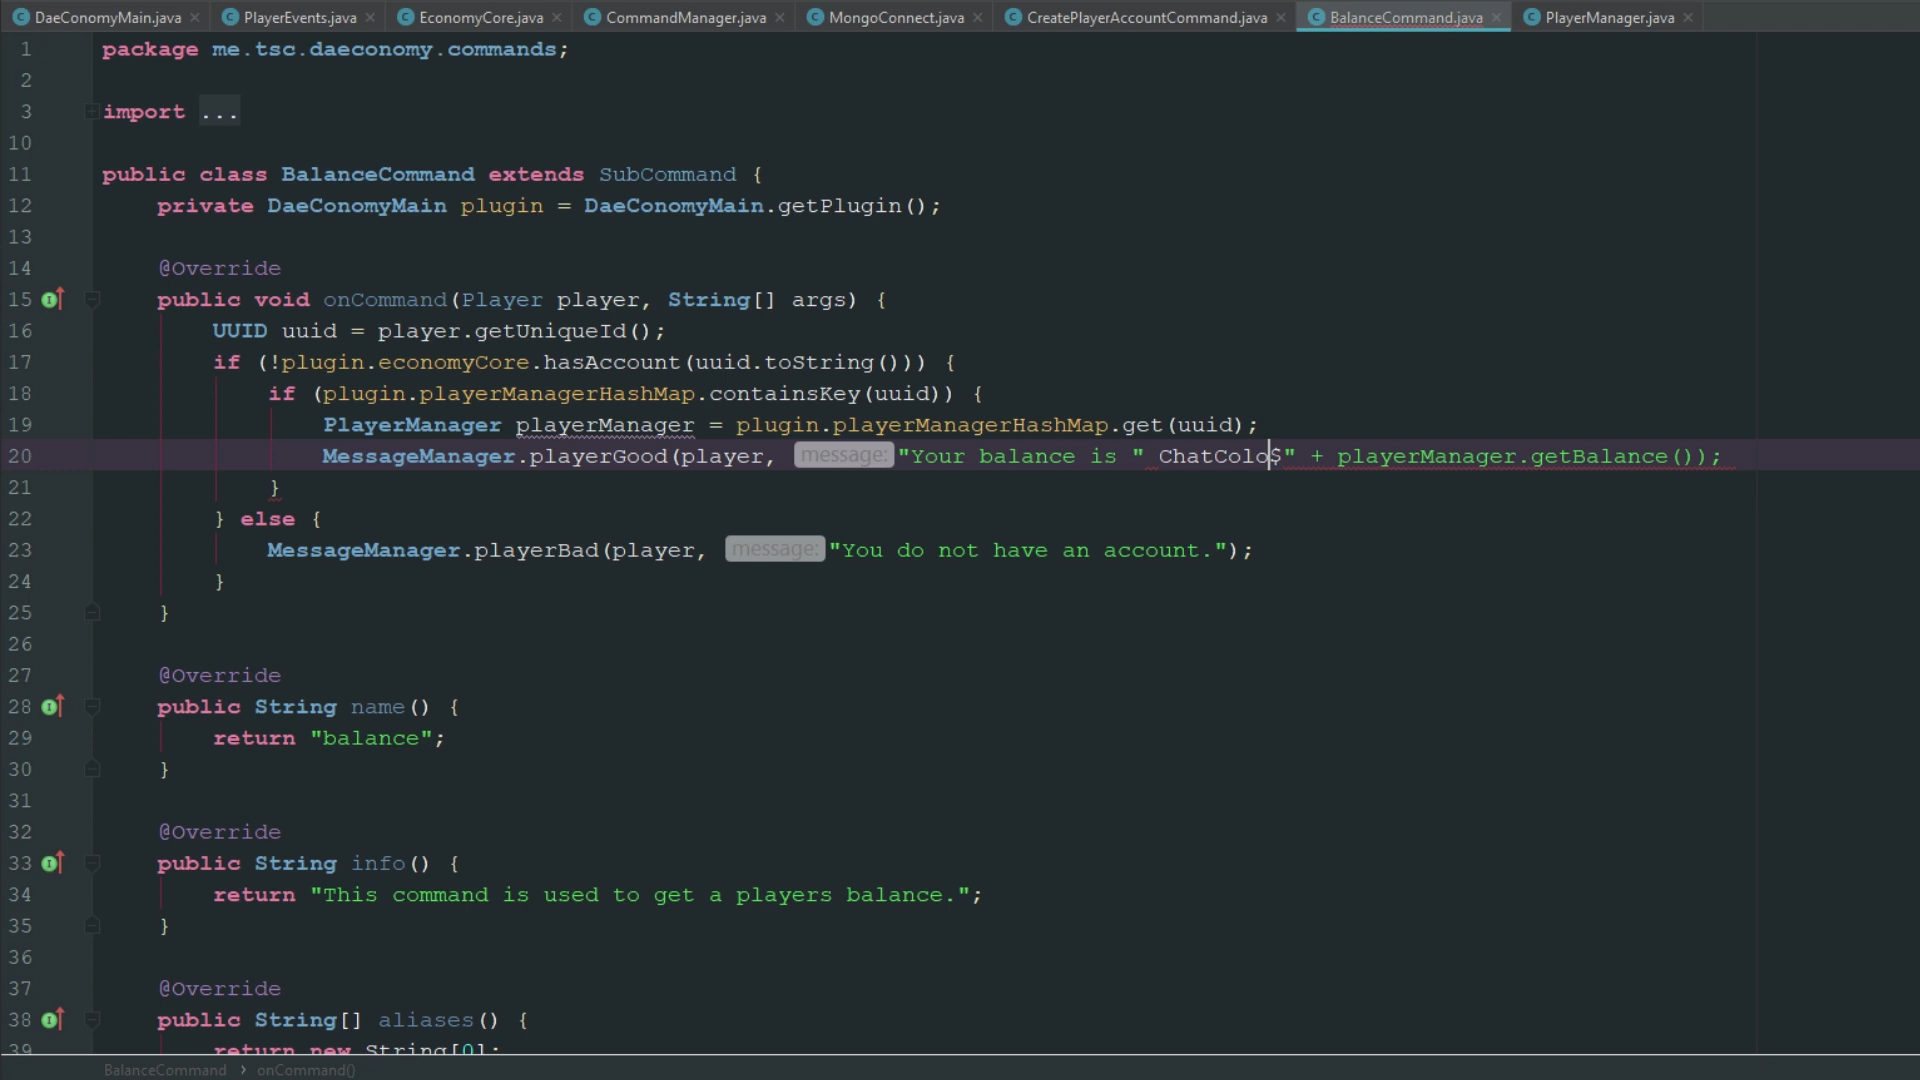 DaeConomyMain.java PlayerEvents.java EconomyCore.java CommandManager.java MongoConnect.java CreatePlayerAccountCommand.java BalanceCommand.java PlayerManager.java
1 package me.tsc.daeconomy.commands;
2
3 import ...
10
11 public class BalanceCommand extends SubCommand {
12 private DaeConomyMain plugin = DaeConomyMain.getPlugin();
13
14 @Override
15 public void onCommand(Player player, String[] args) {
16 UUID uuid = player.getUniqueId();
17 if (!plugin.economyCore.hasAccount(uuid.toString())) {
18 if (plugin.playerManagerHashMap.containsKey(uuid)) {
19 PlayerManager playerManager = plugin.playerManagerHashMap.get(uuid);
20 MessageManager.playerGood(player, message: "Your balance is " ChatColo$" + playerManager.getBalance());
21 }
22 } else {
23 MessageManager.playerBad(player, message: "You do not have an account.");
24 }
25 }
26
27 @Override
28 public String name() {
29 return "balance";
30 }
31
32 @Override
33 public String info() {
34 return "This command is used to get a players balance.";
35 }
36
37 @Override
38 public String[] aliases() {
39 return new String[0];
BalanceCommand › onCommand()